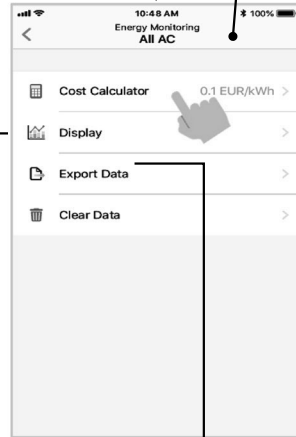 10:48 AM 100%
Energy Monitoring
All AC
Cost Calculator 0.1 EUR/kWh
Display
Export Data
Clear Data